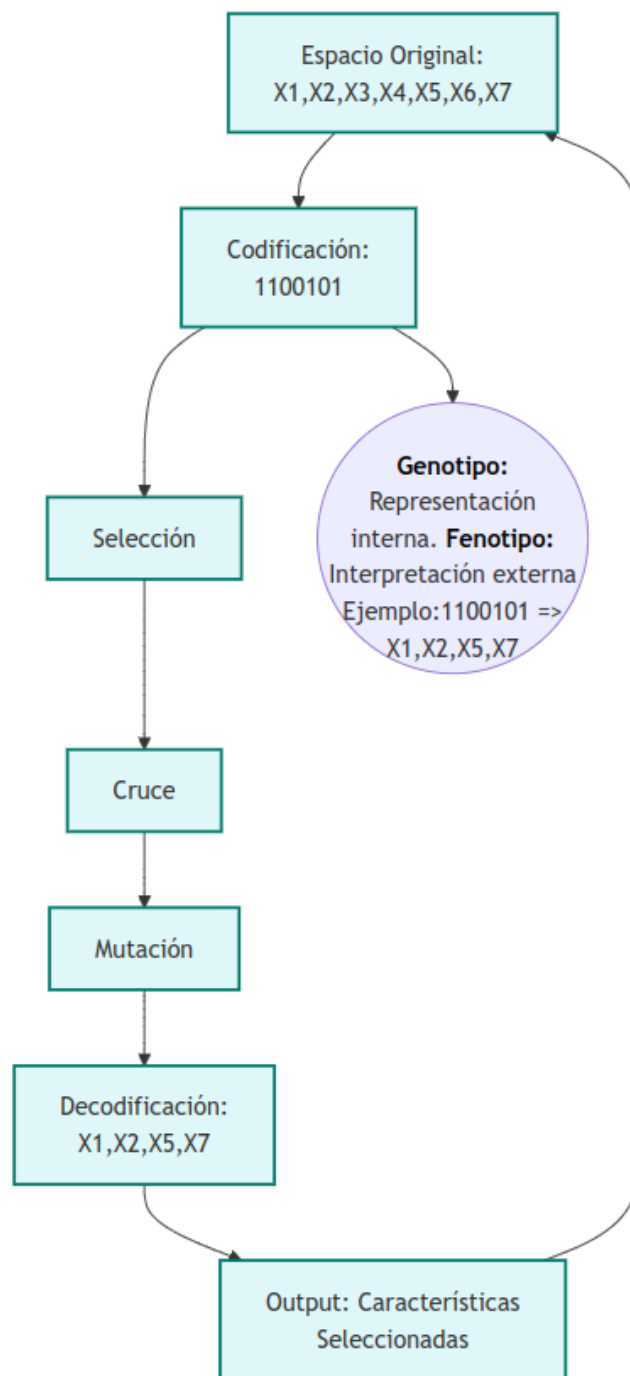 Espacio Original:
X1,X2,X3,X4,X5,X6,X7
Codificación:
1100101
Genotipo:
Representación
interna. Fenotipo:
Interpretación externa
Ejemplo:1100101 =>
X1,X2,X5,X7
Selección
Cruce
Mutación
Decodificación:
X1,X2,X5,X7
Output: Características
Seleccionadas